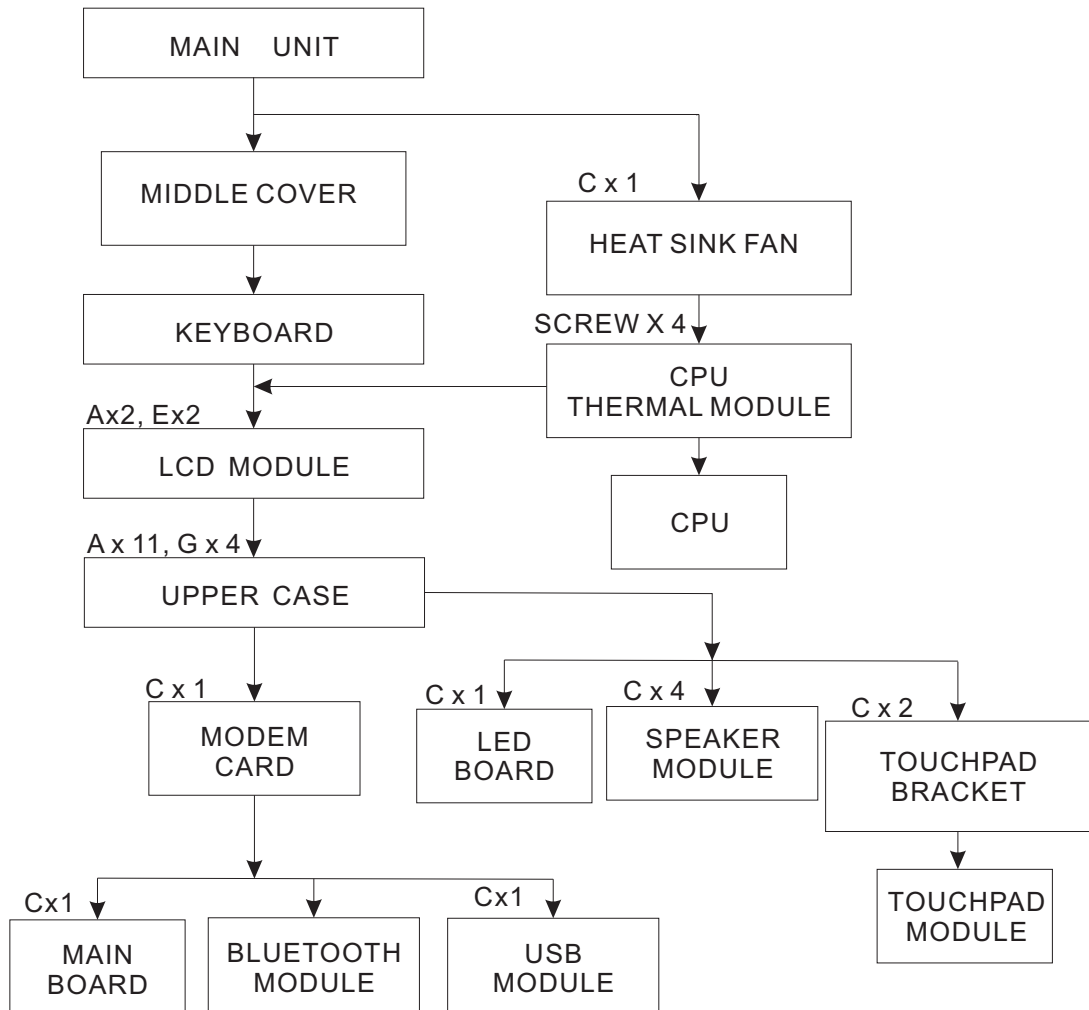 MAIN UNIT
MIDDLE COVER
C x 1
HEAT SINK FAN
KEYBOARD
SCREW X 4
CPU
THERMAL MODULE
Ax2, Ex2
LCD MODULE
CPU
A x 11, G x 4
UPPER CASE
C x 1
MODEM
CARD
C x 1
LED
BOARD
C x 4
SPEAKER
MODULE
C x 2
TOUCHPAD
BRACKET
TOUCHPAD
MODULE
Cx1
MAIN
BOARD
BLUETOOTH
MODULE
Cx1
USB
MODULE